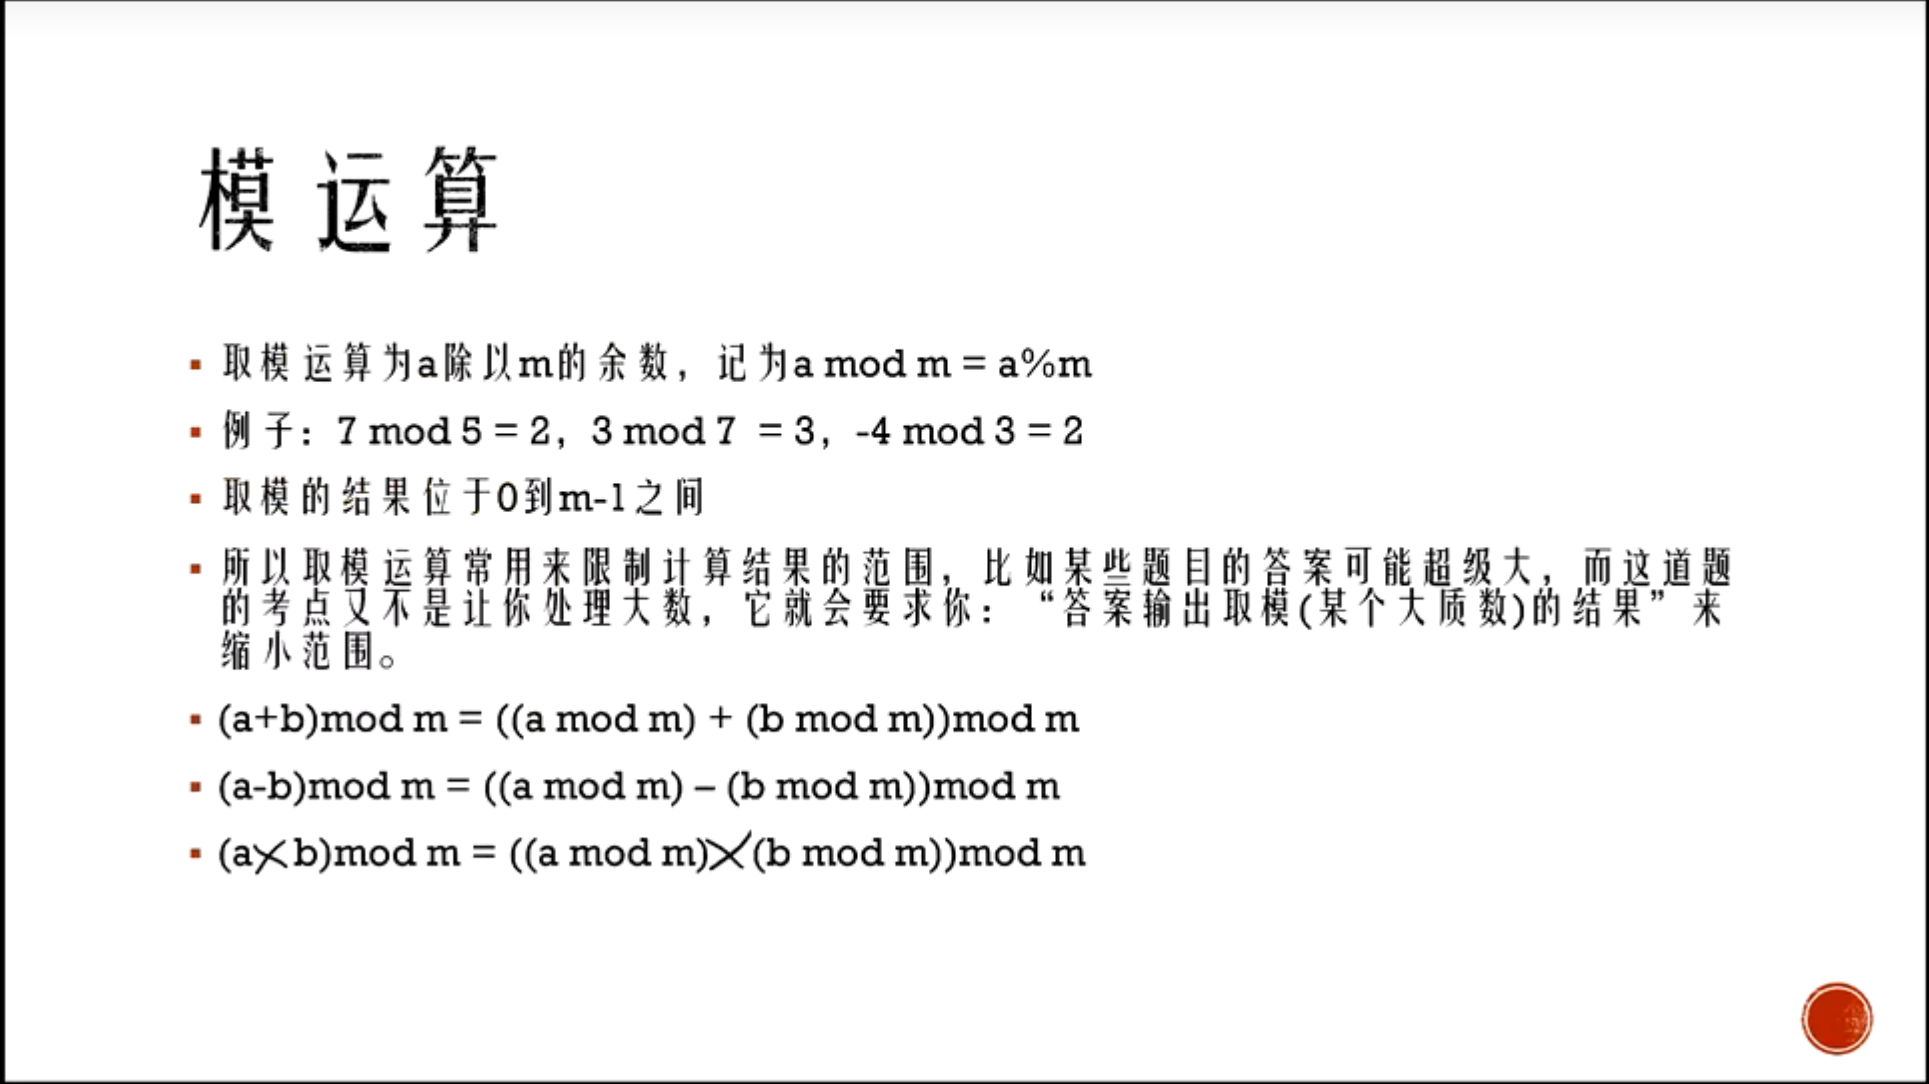 模运算
取模运算为a除以m的余数，记为a mod m = a%m
例子：7 mod 5 = 2，3 mod 7 = 3，-4 mod 3 = 2
取模的结果位于0到m-1之间
所以取模运算常用来限制计算结果的范围，比如某些题目的答案可能超级大，而这道题
的考点又不是让你处理大数，它就会要求你：“答案输出取模(某个大质数)的结果”来
缩小范围。
(a+b)mod m = ((a mod m) + (b mod m))mod m
(a-b)mod m = ((a mod m) – (b mod m))mod m
(a×b)mod m = ((a mod m)×(b mod m))mod m